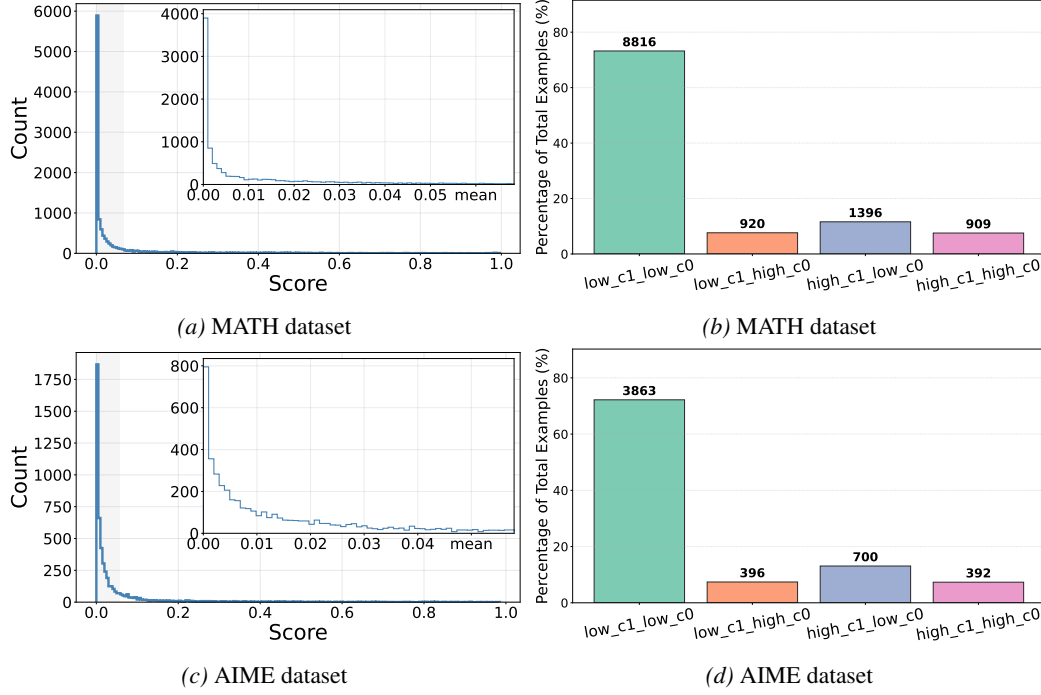 6000
5000
4000
3000
2000
1000
0
Count
4000
3000
2000
1000
0
0.00 0.01 0.02 0.03 0.04 0.05 mean
0.0 0.2 0.4 0.6 0.8 1.0
Score
(a) MATH dataset
Percentage of Total Examples (%)
80
60
40
20
0
8816
920
1396
909
low_c1_low_c0
low_c1_high_c0
high_c1_low_c0
high_c1_high_c0
(b) MATH dataset
1750
1500
1250
1000
750
500
250
0
Count
800
600
400
200
0
0.00 0.01 0.02 0.03 0.04 mean
0.0 0.2 0.4 0.6 0.8 1.0
Score
(c) AIME dataset
Percentage of Total Examples (%)
80
60
40
20
0
3863
396
700
392
low_c1_low_c0
low_c1_high_c0
high_c1_low_c0
high_c1_high_c0
(d) AIME dataset